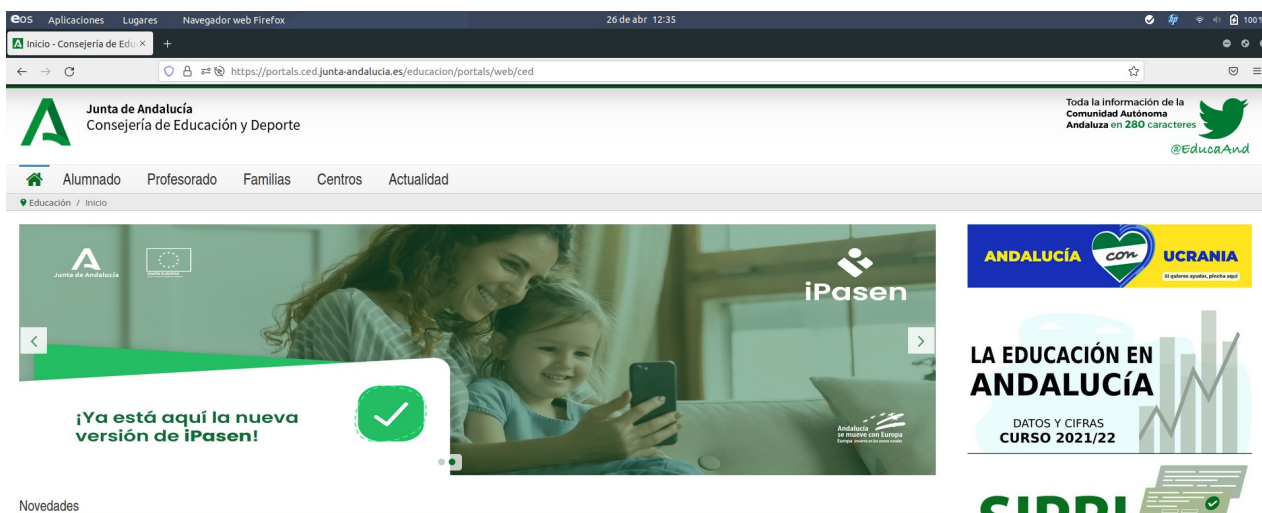 eos Aplicaciones Lugares Navegador web Firefox 26 de abr 12:35 hp 100%
Inicio - Consejería de Edu
https://portals.ced.junta-andalucia.es/educacion/portals/web/ced
Junta de Andalucía
Consejería de Educación y Deporte
Toda la información de la
Comunidad Autónoma
Andaluza en 280 caracteres
@EducaAnd
Alumnado Profesorado Familias Centros Actualidad
Educación / Inicio
Junta de Andalucía
iPasen
¡Ya está aquí la nueva
versión de iPasen!
Andalucía
se mueve con Europa
ANDALUCÍA con UCRANIA
Si quieres ayudar, pincha aquí
LA EDUCACIÓN EN
ANDALUCíA
DATOS Y CIFRAS
CURSO 2021/22
Novedades
SIPRI